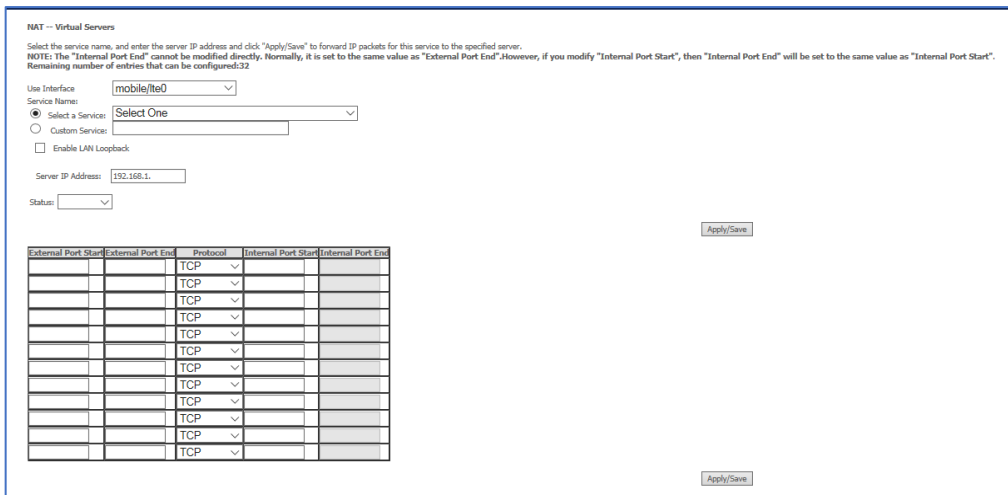 NAT -- Virtual Servers
Select the service name, and enter the server IP address and click "Apply/Save" to forward IP packets for this service to the specified server.
NOTE: The "Internal Port End" cannot be modified directly. Normally, it is set to the same value as "External Port End".However, if you modify "Internal Port Start", then "Internal Port End" will be set to the same value as "Internal Port Start".
Remaining number of entries that can be configured:32
Use Interface mobile/lte0
Service Name:
Select a Service: Select One
Custom Service:
Enable LAN Loopback
Server IP Address: 192.168.1.
Status:
Apply/Save
External Port Start External Port End Protocol Internal Port Start Internal Port End
TCP
TCP
TCP
TCP
TCP
TCP
TCP
TCP
TCP
TCP
TCP
TCP
Apply/Save